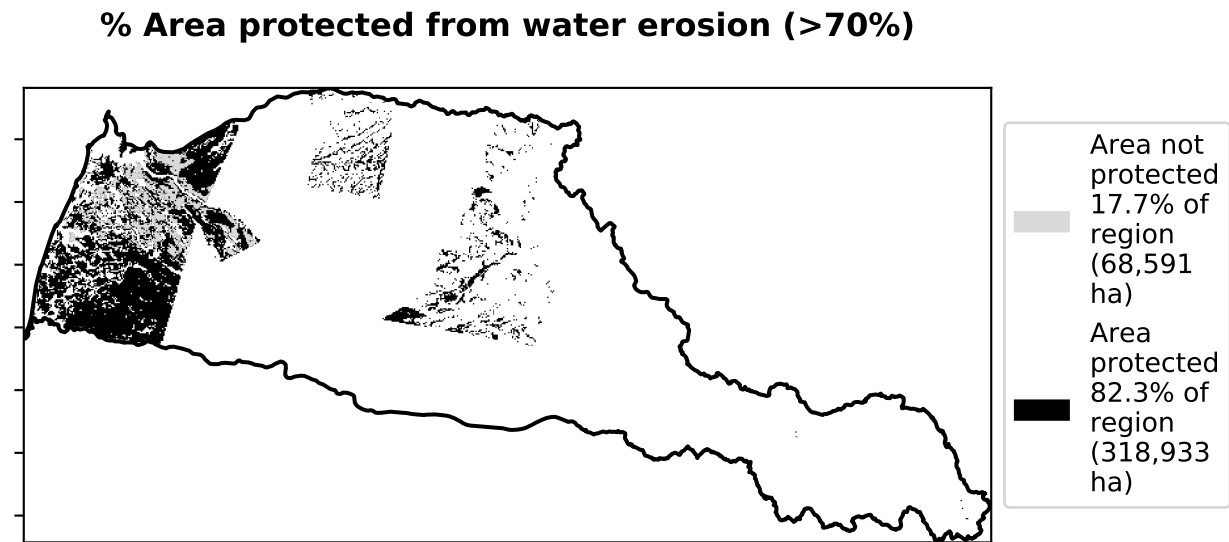 % Area protected from water erosion (>70%)
Area not
protected
17.7% of
region
(68,591
ha)
Area
protected
82.3% of
region
(318,933
ha)